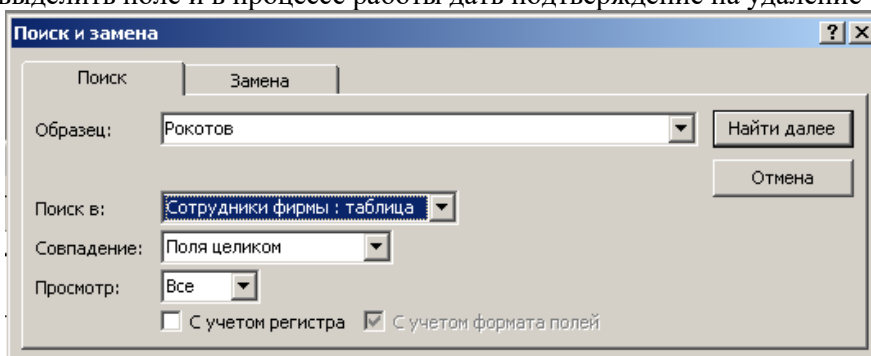 выделить поле и в процессе работы дать подтверждение на удаление
Поиск и замена
Поиск
Замена
Образец:
Рокотов
Найти далее
Отмена
Поиск в:
Сотрудники фирмы : таблица
Совпадение:
Поля целиком
Просмотр:
Все
С учетом регистра
С учетом формата полей